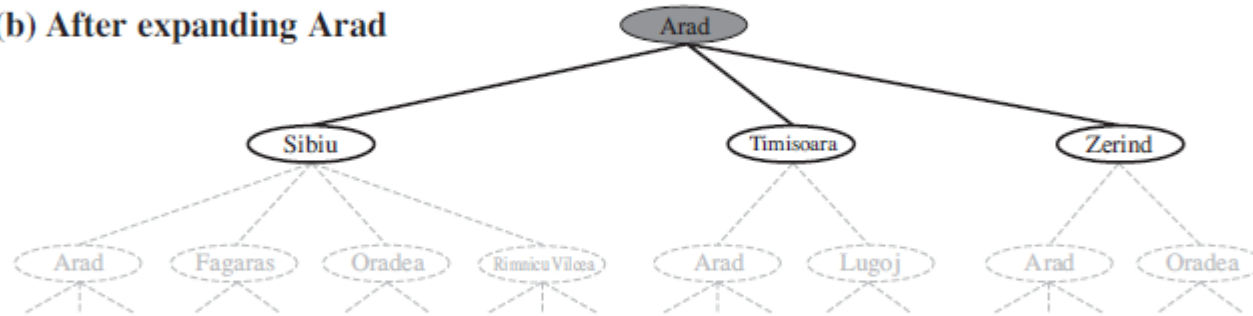 (b) After expanding Arad
Arad
Sibiu
Timisoara
Zerind
Arad
Fagaras
Oradea
Rimnicu Vilcea
Arad
Lugoj
Arad
Oradea